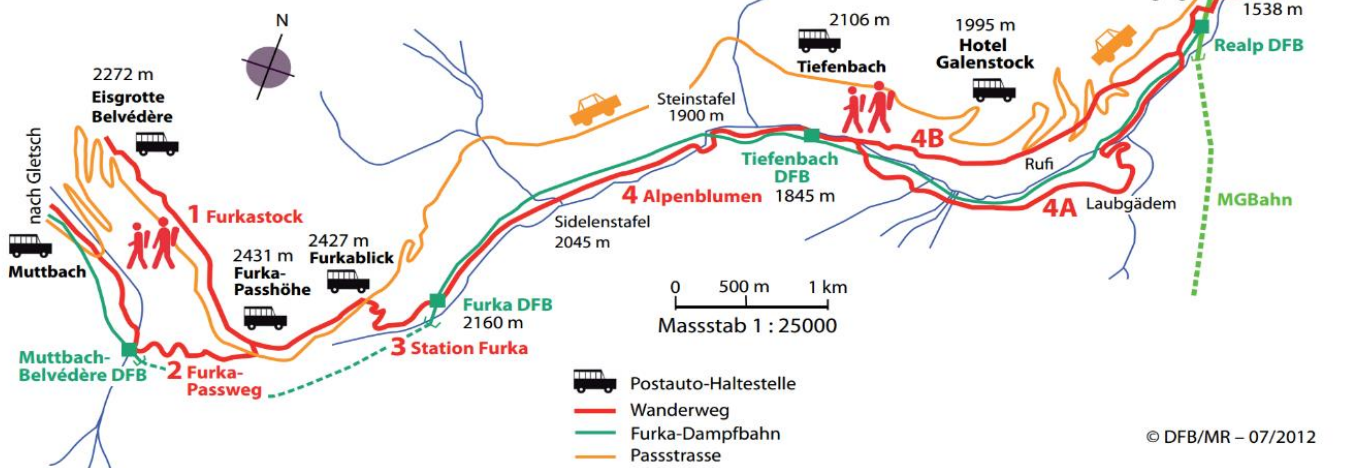 N
2272 m
Eisgrotte
Belvédère
nach Gletsch
Muttbach
1 Furkastock
2431 m
Furka-
Passhöhe
2427 m
Furkablick
Muttbach-
Belvédère DFB
2 Furka-
Passweg
3 Station Furka
Furka DFB
2160 m
Sidelenstafel
2045 m
4 Alpenblumen
Steinstafel
1900 m
2106 m
Tiefenbach
Tiefenbach
DFB
1845 m
1995 m
Hotel
Galenstock
4B
Rufi
4A
Laubgädem
1538 m
Realp DFB
MGBahn
0 500 m 1 km
Massstab 1 : 25000
Postauto-Haltestelle
Wanderweg
Furka-Dampfbahn
Passstrasse
© DFB/MR – 07/2012